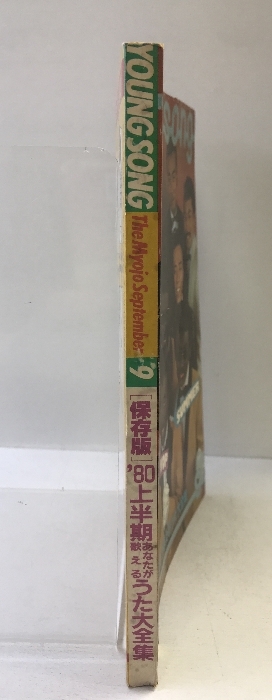 YOUNG SONG
The Myojo September
9
[保存版]
'80上半期
あなたが
歌える
うた大全集
SONG